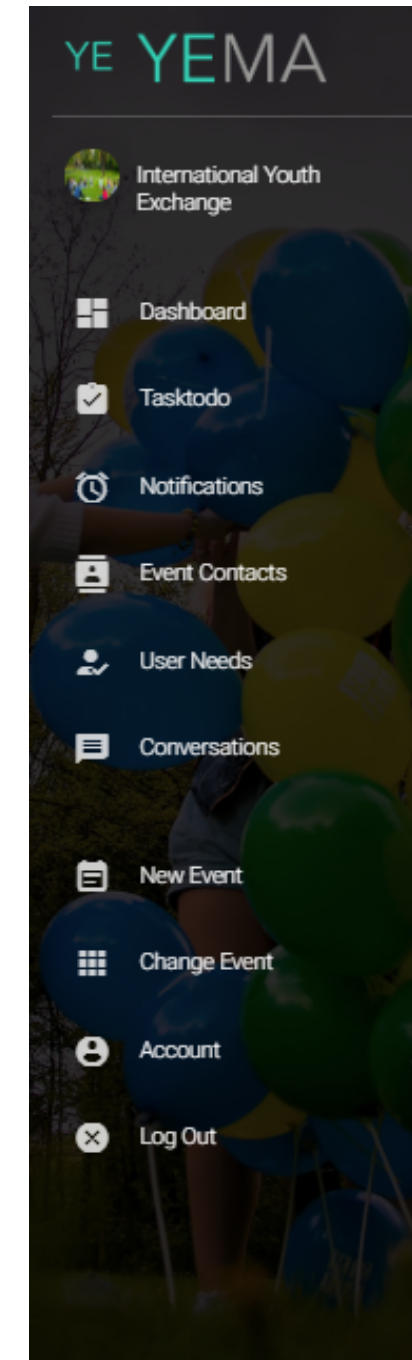 YE YEMA
International Youth
Exchange
Dashboard
Tasktodo
Notifications
Event Contacts
User Needs
Conversations
New Event
Change Event
Account
Log Out